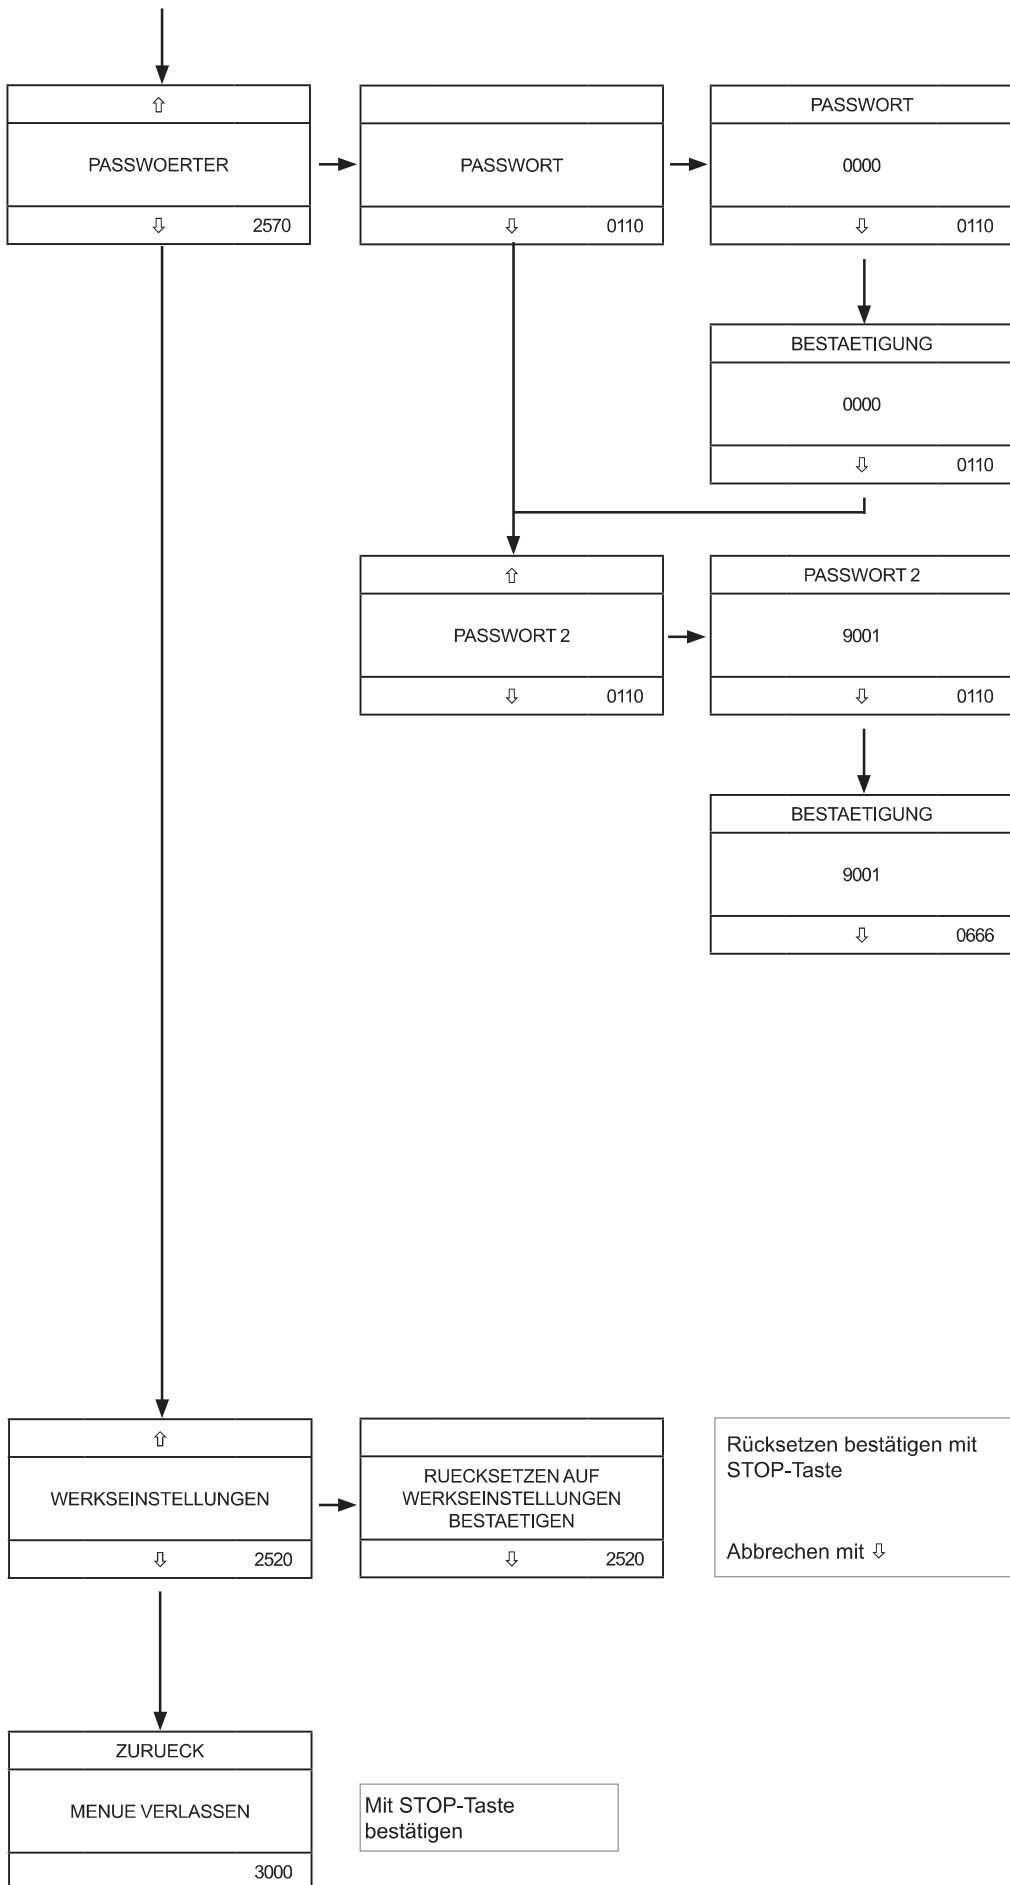 ⇧
PASSWOERTER
⇩ 2570
PASSWORT
⇩ 0110
PASSWORT
0000
⇩ 0110
BESTAETIGUNG
0000
⇩ 0110
⇧
PASSWORT 2
⇩ 0110
PASSWORT 2
9001
⇩ 0110
BESTAETIGUNG
9001
⇩ 0666
⇧
WERKSEINSTELLUNGEN
⇩ 2520
RUECKSETZEN AUF
WERKSEINSTELLUNGEN
BESTAETIGEN
⇩ 2520
Rücksetzen bestätigen mit
STOP-Taste
Abbrechen mit ⇩
ZURUECK
MENUE VERLASSEN
3000
Mit STOP-Taste
bestätigen